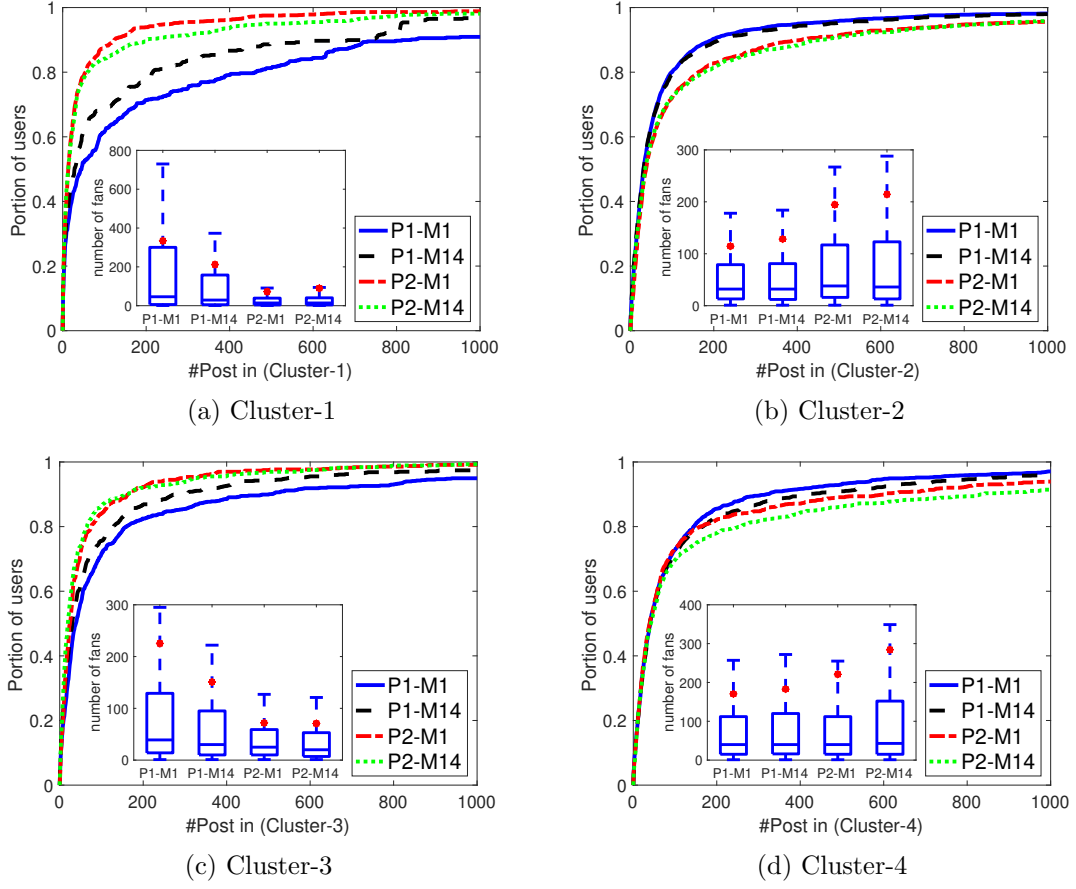 Portion of users
1
0.8
0.6
0.4
0.2
0
0 200 400 600 800 1000
#Post in (Cluster-1)
number of fans
800
600
400
200
0
P1-M1 P1-M14 P2-M1 P2-M14
P1-M1
P1-M14
P2-M1
P2-M14
(a) Cluster-1
Portion of users
1
0.8
0.6
0.4
0.2
0
0 200 400 600 800 1000
#Post in (Cluster-2)
number of fans
300
200
100
0
P1-M1 P1-M14 P2-M1 P2-M14
P1-M1
P1-M14
P2-M1
P2-M14
(b) Cluster-2
Portion of users
1
0.8
0.6
0.4
0.2
0
0 200 400 600 800 1000
#Post in (Cluster-3)
number of fans
300
200
100
0
P1-M1 P1-M14 P2-M1 P2-M14
P1-M1
P1-M14
P2-M1
P2-M14
(c) Cluster-3
Portion of users
1
0.8
0.6
0.4
0.2
0
0 200 400 600 800 1000
#Post in (Cluster-4)
number of fans
400
300
200
100
0
P1-M1 P1-M14 P2-M1 P2-M14
P1-M1
P1-M14
P2-M1
P2-M14
(d) Cluster-4